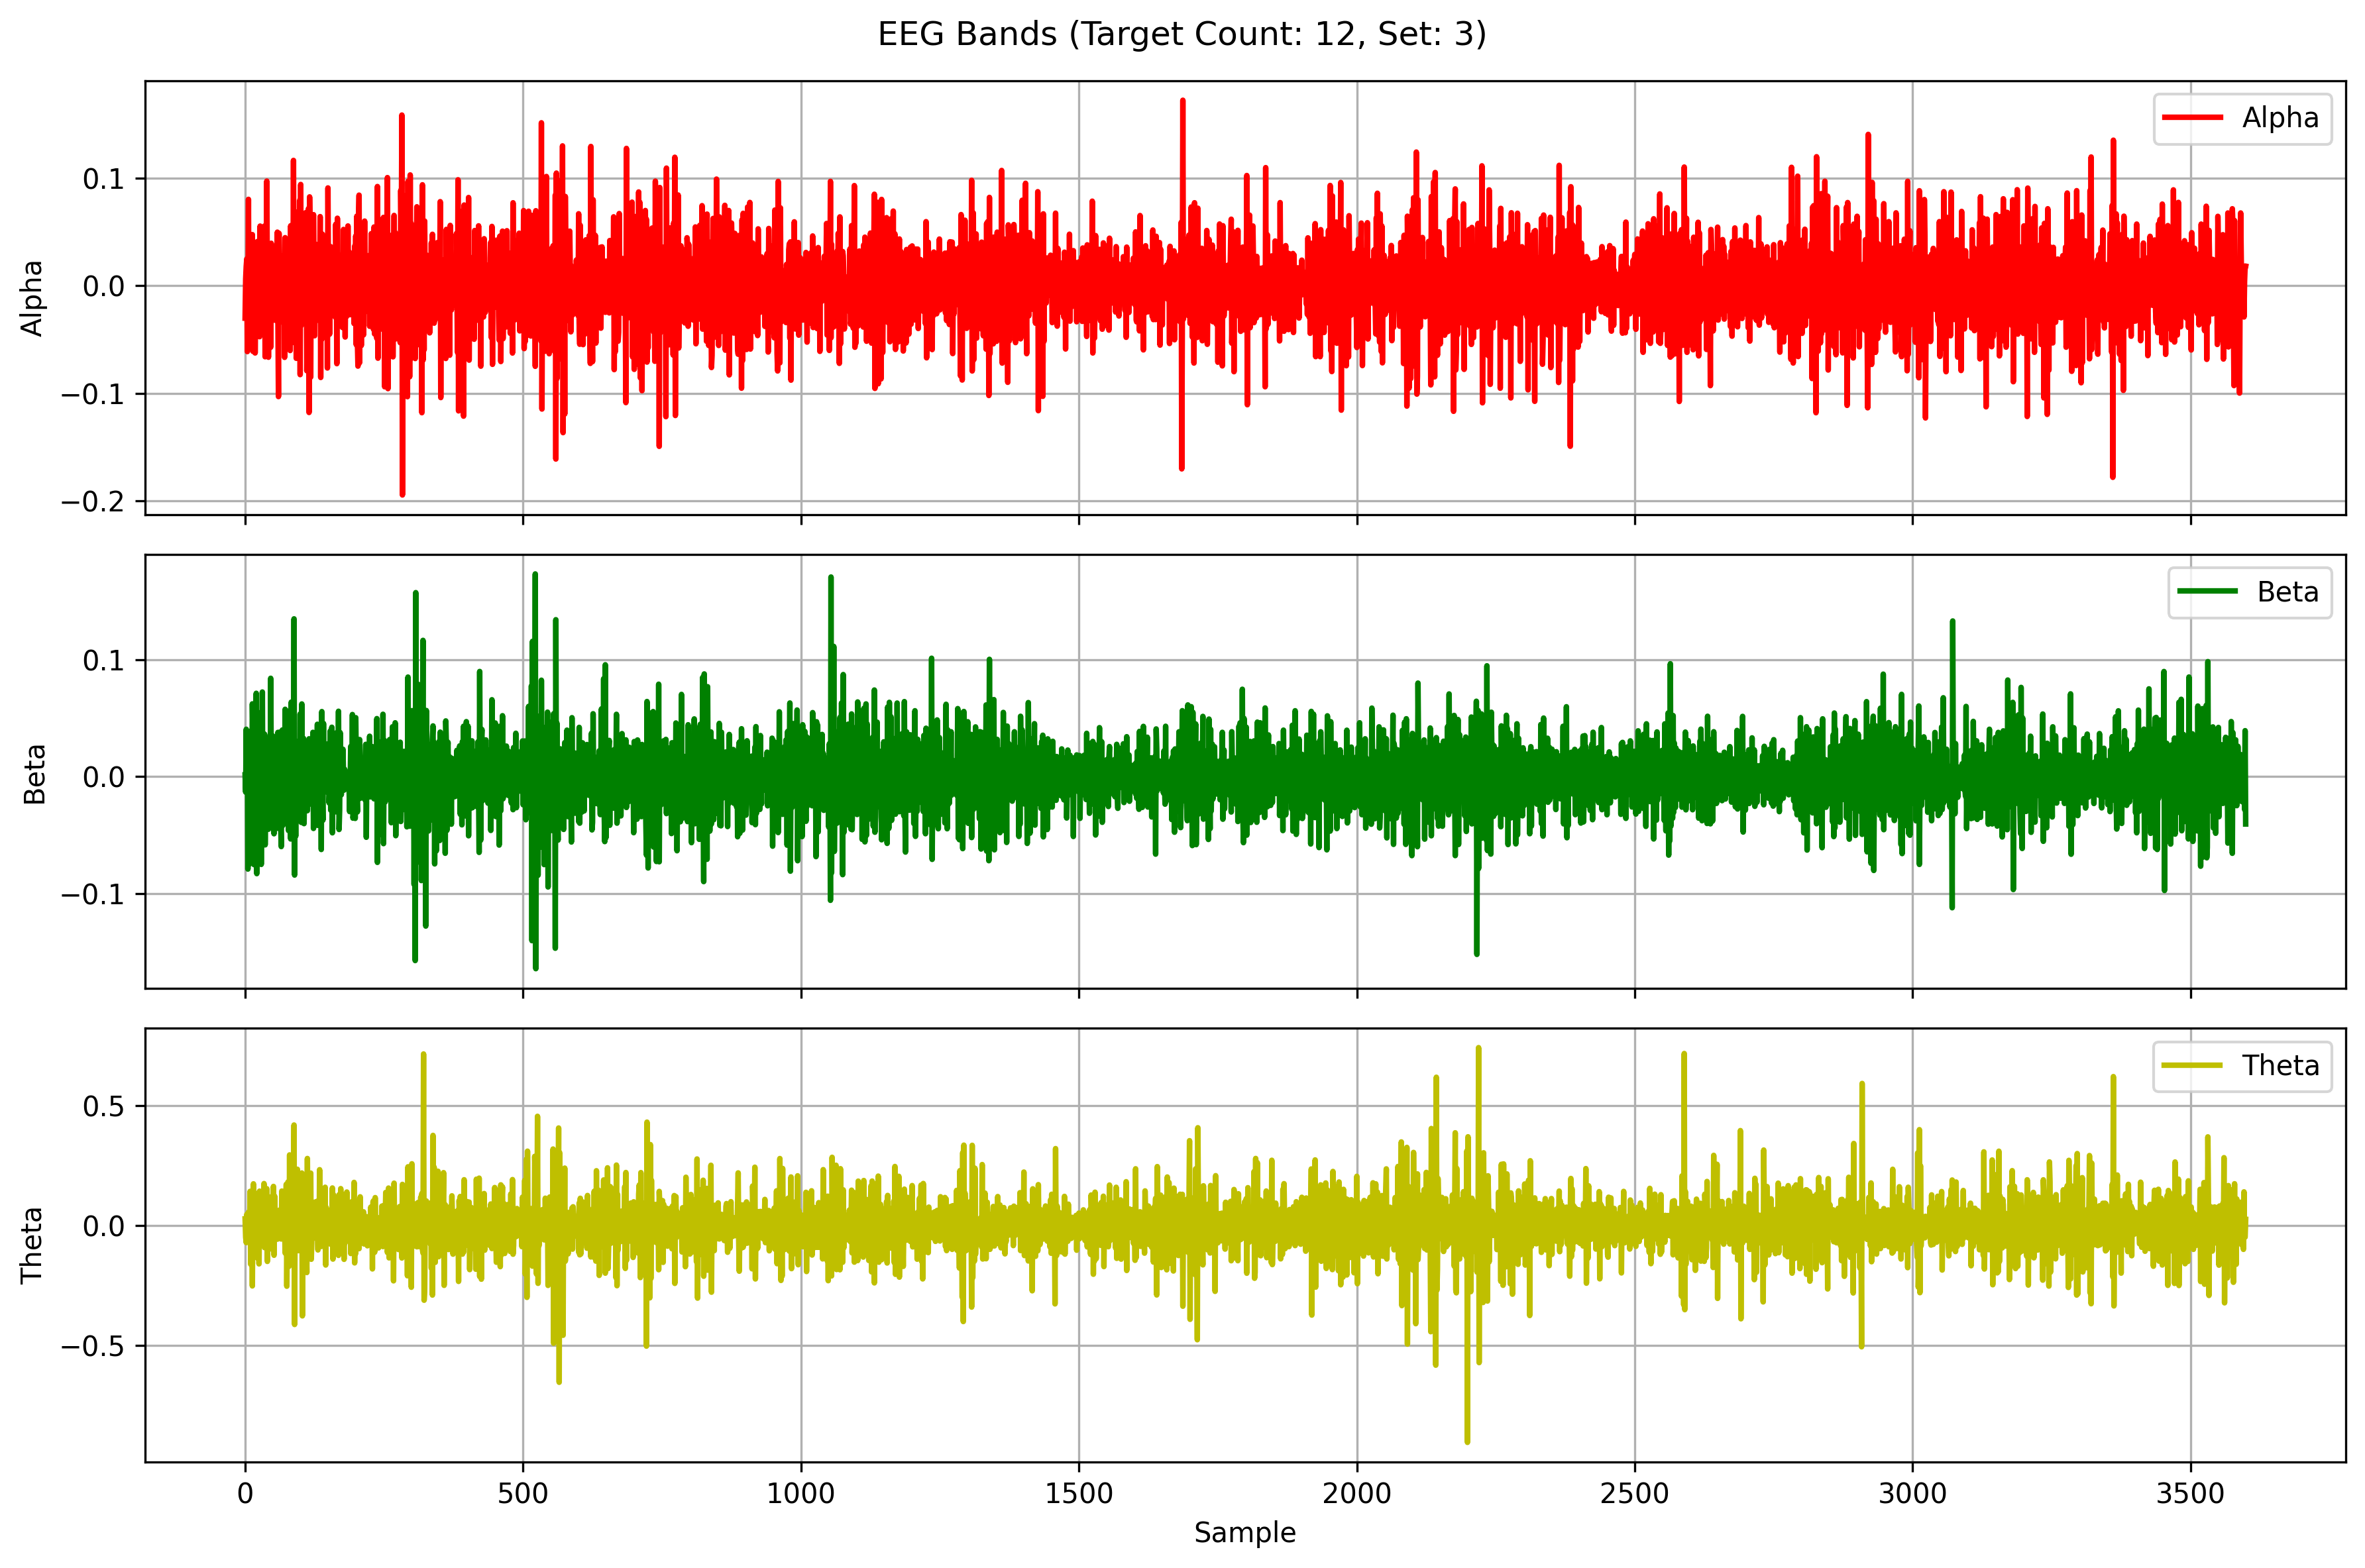 EEG Bands (Target Count: 12, Set: 3)
Alpha
0.1
0.0
−0.1
−0.2
Alpha
Beta
0.1
0.0
−0.1
Beta
Theta
0.5
0.0
−0.5
Theta
0 500 1000 1500 2000 2500 3000 3500
Sample